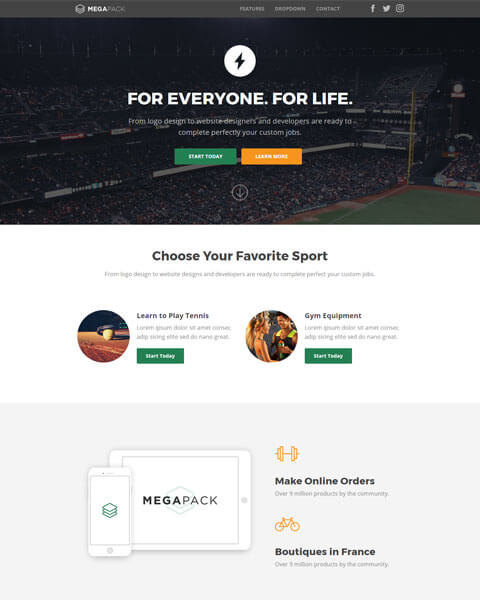 MEGAPACK
FEATURES
DROPDOWN
CONTACT
FOR EVERYONE. FOR LIFE.
From logo design to website designers and developers are ready to
complete perfectly your custom jobs.
START TODAY
LEARN MORE
Choose Your Favorite Sport
From logo design to website designs and developers are ready to complete perfect your custom jobs.
Learn to Play Tennis
Lorem ipsum dolor sit amet consec,
adip sicing elit sed do nano great.
Start Today
Gym Equipment
Lorem ipsum dolor sit amet consec,
adip sicing elit sed do nano great.
Start Today
MEGAPACK
Make Online Orders
Over 9 million products by the community.
Boutiques in France
Over 9 million products by the community.